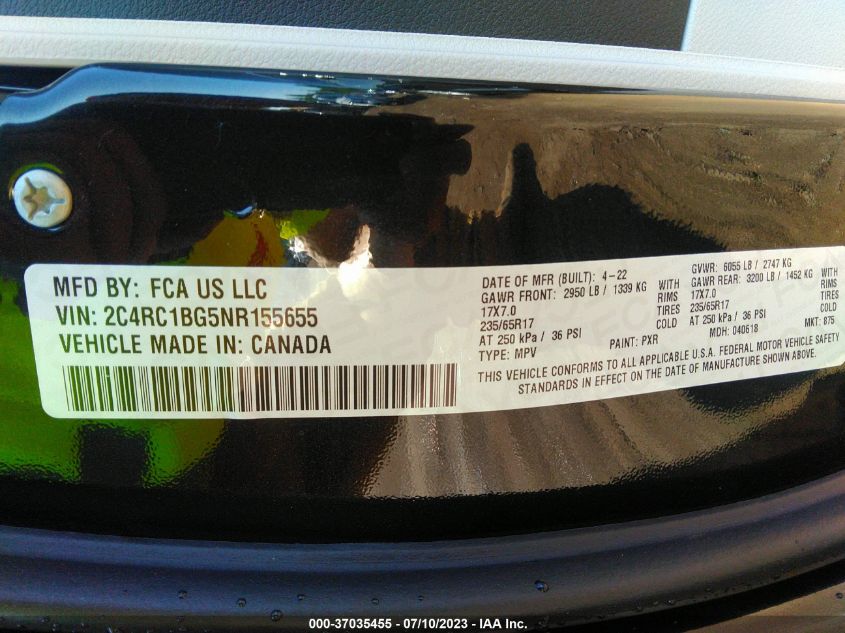 MFD BY: FCA US LLC
VIN: 2C4RC1BG5NR155655
VEHICLE MADE IN: CANADA
DATE OF MFR (BUILT): 4-22 GVWR: 6055 LB / 2747 KG
GAWR FRONT: 2950 LB / 1339 KG WITH GAWR REAR: 3200 LB / 1452 KG WITH
17X7.0 RIMS 17X7.0 RIMS
235/65R17 TIRES 235/65R17 TIRES
AT 250 kPa / 36 PSI COLD AT 250 kPa / 36 PSI COLD
TYPE: MPV PAINT: PXR MDH: 040618 MKT: 875
THIS VEHICLE CONFORMS TO ALL APPLICABLE U.S.A. FEDERAL MOTOR VEHICLE SAFETY
STANDARDS IN EFFECT ON THE DATE OF MANUFACTURE SHOWN ABOVE.
000-37035455 - 07/10/2023 - IAA Inc.